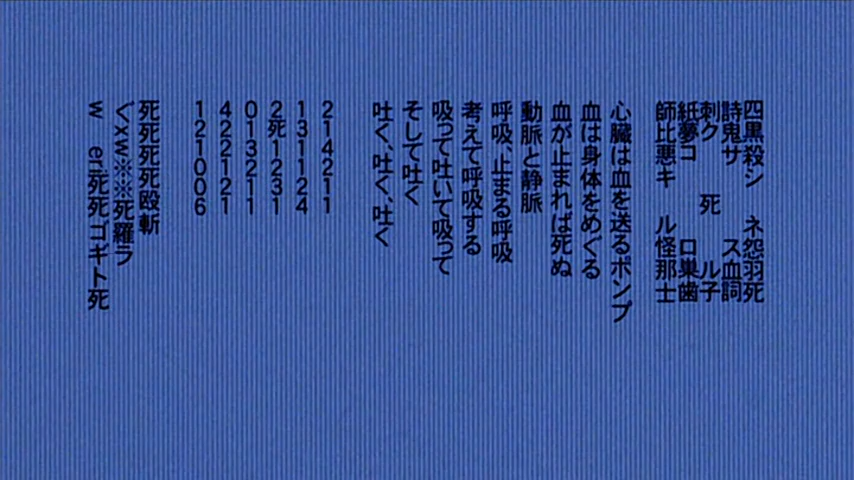 四黒殺シ　ネ怨羽死
詩鬼サ　　ス血詞
刺ク　　死　　ル子
紙夢コ　　　ロ巣歯
師比悪キ　ル怪那士
心臓は血を送るポンプ
血は身体をめぐる
血が止まれば死ぬ
動脈と静脈
呼吸、止まる呼吸
考えて呼吸する
吸って吐いて吸って
そして吐く
吐く、吐く、吐く
214211
131124
2死1231
013211
422121
121006
死死死死殴斬
ぐxw※※死羅ラ
w　er死死ゴギト死